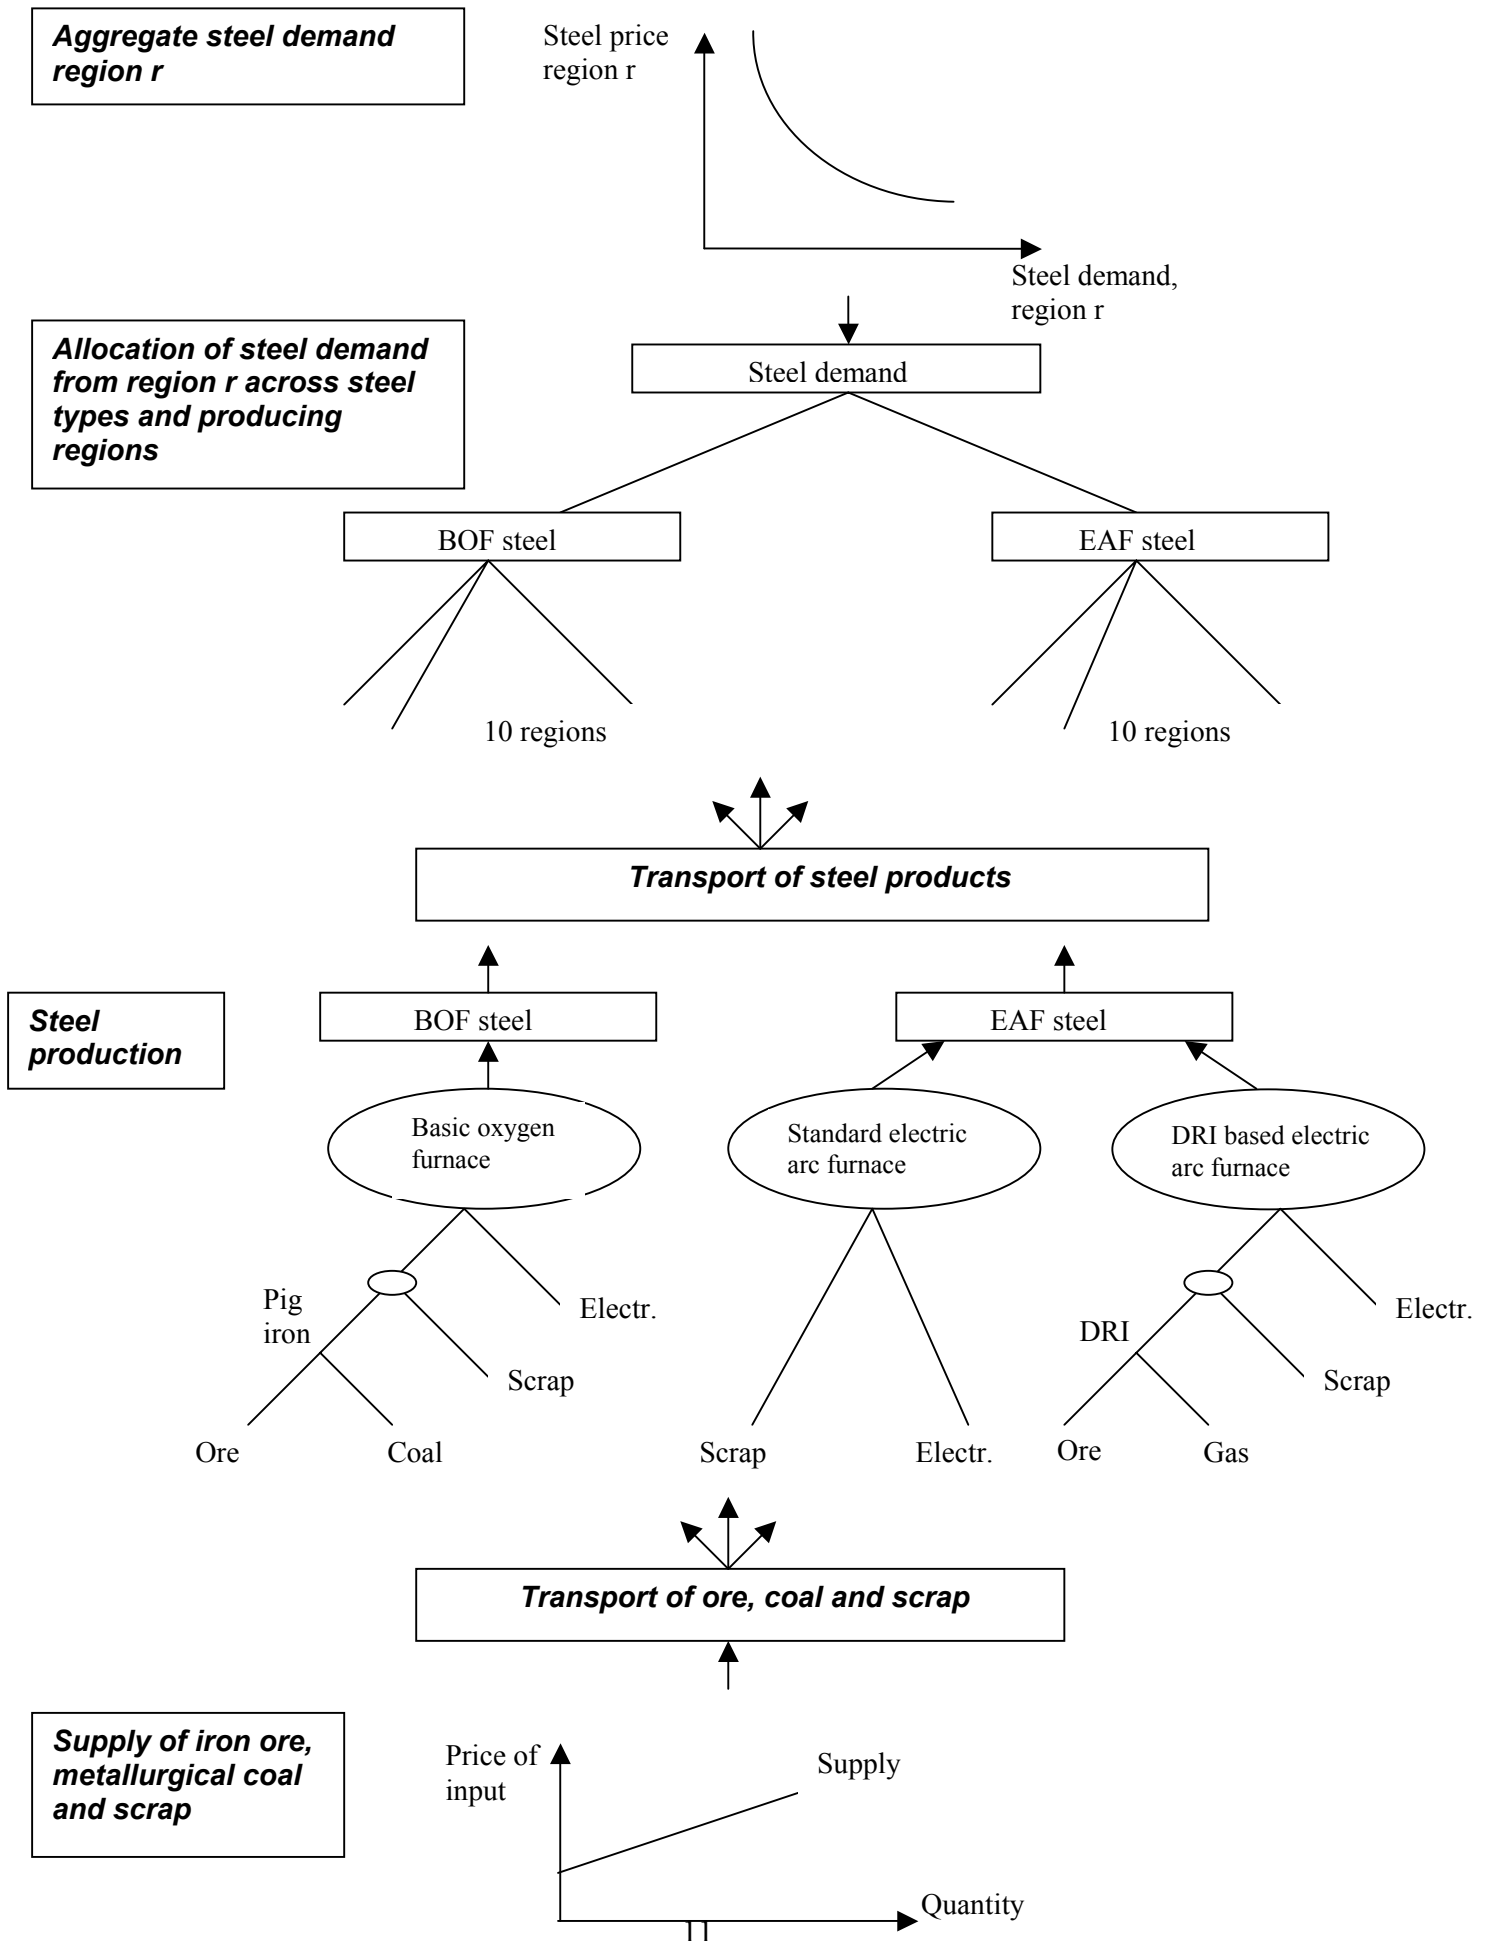 Aggregate steel demand
region r
Steel price
region r
Steel demand,
region r
Allocation of steel demand
from region r across steel
types and producing
regions
Steel demand
BOF steel
EAF steel
10 regions
10 regions
Transport of steel products
Steel
production
BOF steel
EAF steel
Basic oxygen
furnace
Standard electric
arc furnace
DRI based electric
arc furnace
Pig
iron
Electr.
Scrap
Ore
Coal
Scrap
Electr.
DRI
Electr.
Scrap
Ore
Gas
Transport of ore, coal and scrap
Supply of iron ore,
metallurgical coal
and scrap
Price of
input
Supply
Quantity